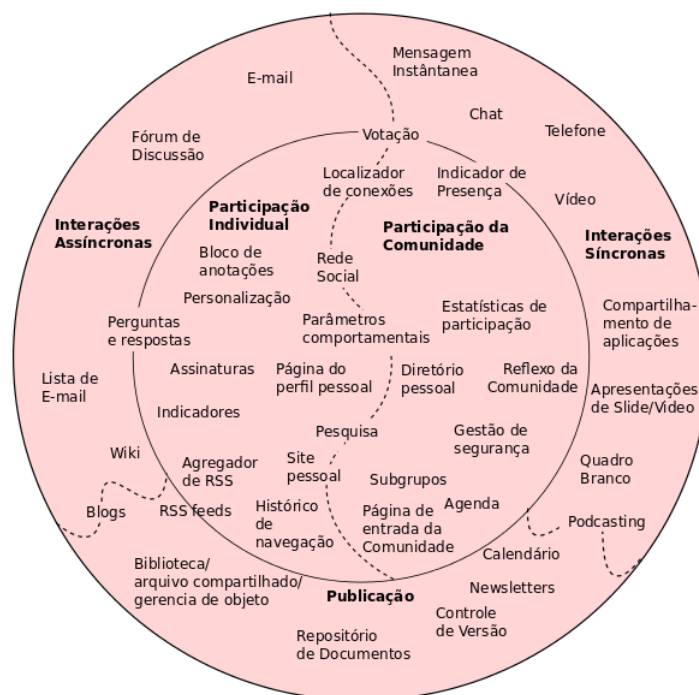 E-mail
Mensagem
Instântanea
Chat
Telefone
Votação
Fórum de
Discussão
Localizador
de conexões
Indicador de
Presença
Vídeo
Participação
Individual
Participação da
Comunidade
Interações
Assíncronas
Interações
Síncronas
Bloco de
anotações
Rede
Social
Personalização
Parâmetros
comportamentais
Estatísticas de
participação
Compartilha-
mento de
aplicações
Perguntas
e respostas
Assinaturas
Página do
perfil pessoal
Diretório
pessoal
Reflexo da
Comunidade
Lista de
E-mail
Apresentações
de Slide/Video
Indicadores
Pesquisa
Gestão de
segurança
Wiki
Agregador
de RSS
Site
pessoal
Subgrupos
Quadro
Branco
Blogs
RSS feeds
Histórico
de
navegação
Página de
entrada da
Comunidade
Agenda
Podcasting
Calendário
Biblioteca/
arquivo compartilhado/
gerencia de objeto
Publicação
Newsletters
Controle
de Versão
Repositório
de Documentos